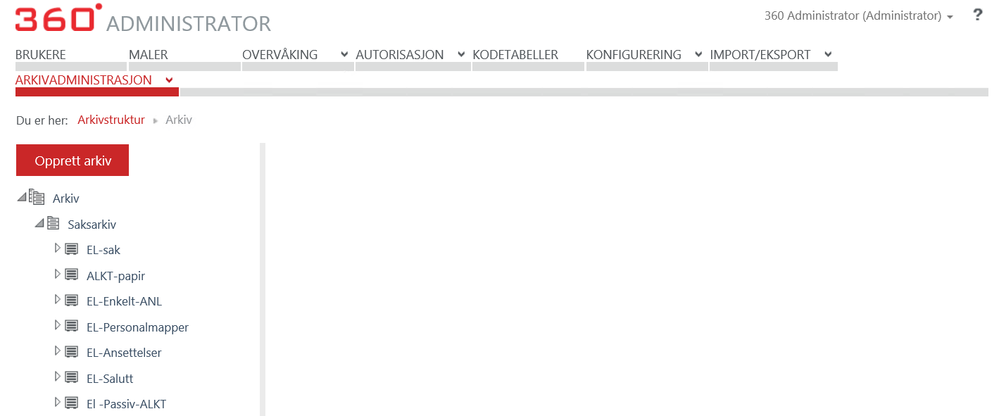 360° ADMINISTRATOR
360 Administrator (Administrator) ?
BRUKERE MALER OVERVÅKING AUTORISASJON KODETABELLER KONFIGURERING IMPORT/EKSPORT
ARKIVADMINISTRASJON
Du er her: Arkivstruktur Arkiv
Opprett arkiv
Arkiv
Saksarkiv
EL-sak
ALKT-papir
EL-Enkelt-ANL
EL-Personalmapper
EL-Ansettelser
EL-Salutt
El -Passiv-ALKT